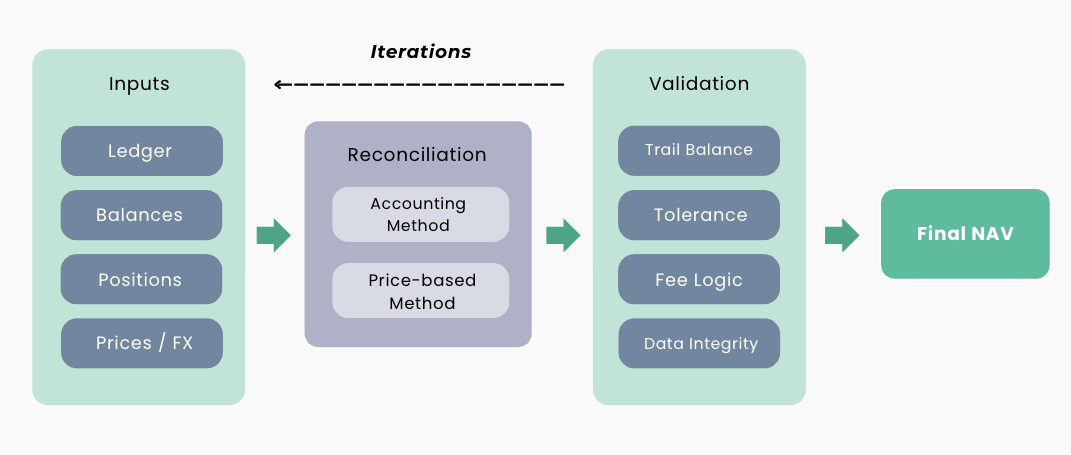 Iterations
Inputs
Ledger
Balances
Positions
Prices / FX
Reconciliation
Accounting
Method
Price-based
Method
Validation
Trail Balance
Tolerance
Fee Logic
Data Integrity
Final NAV